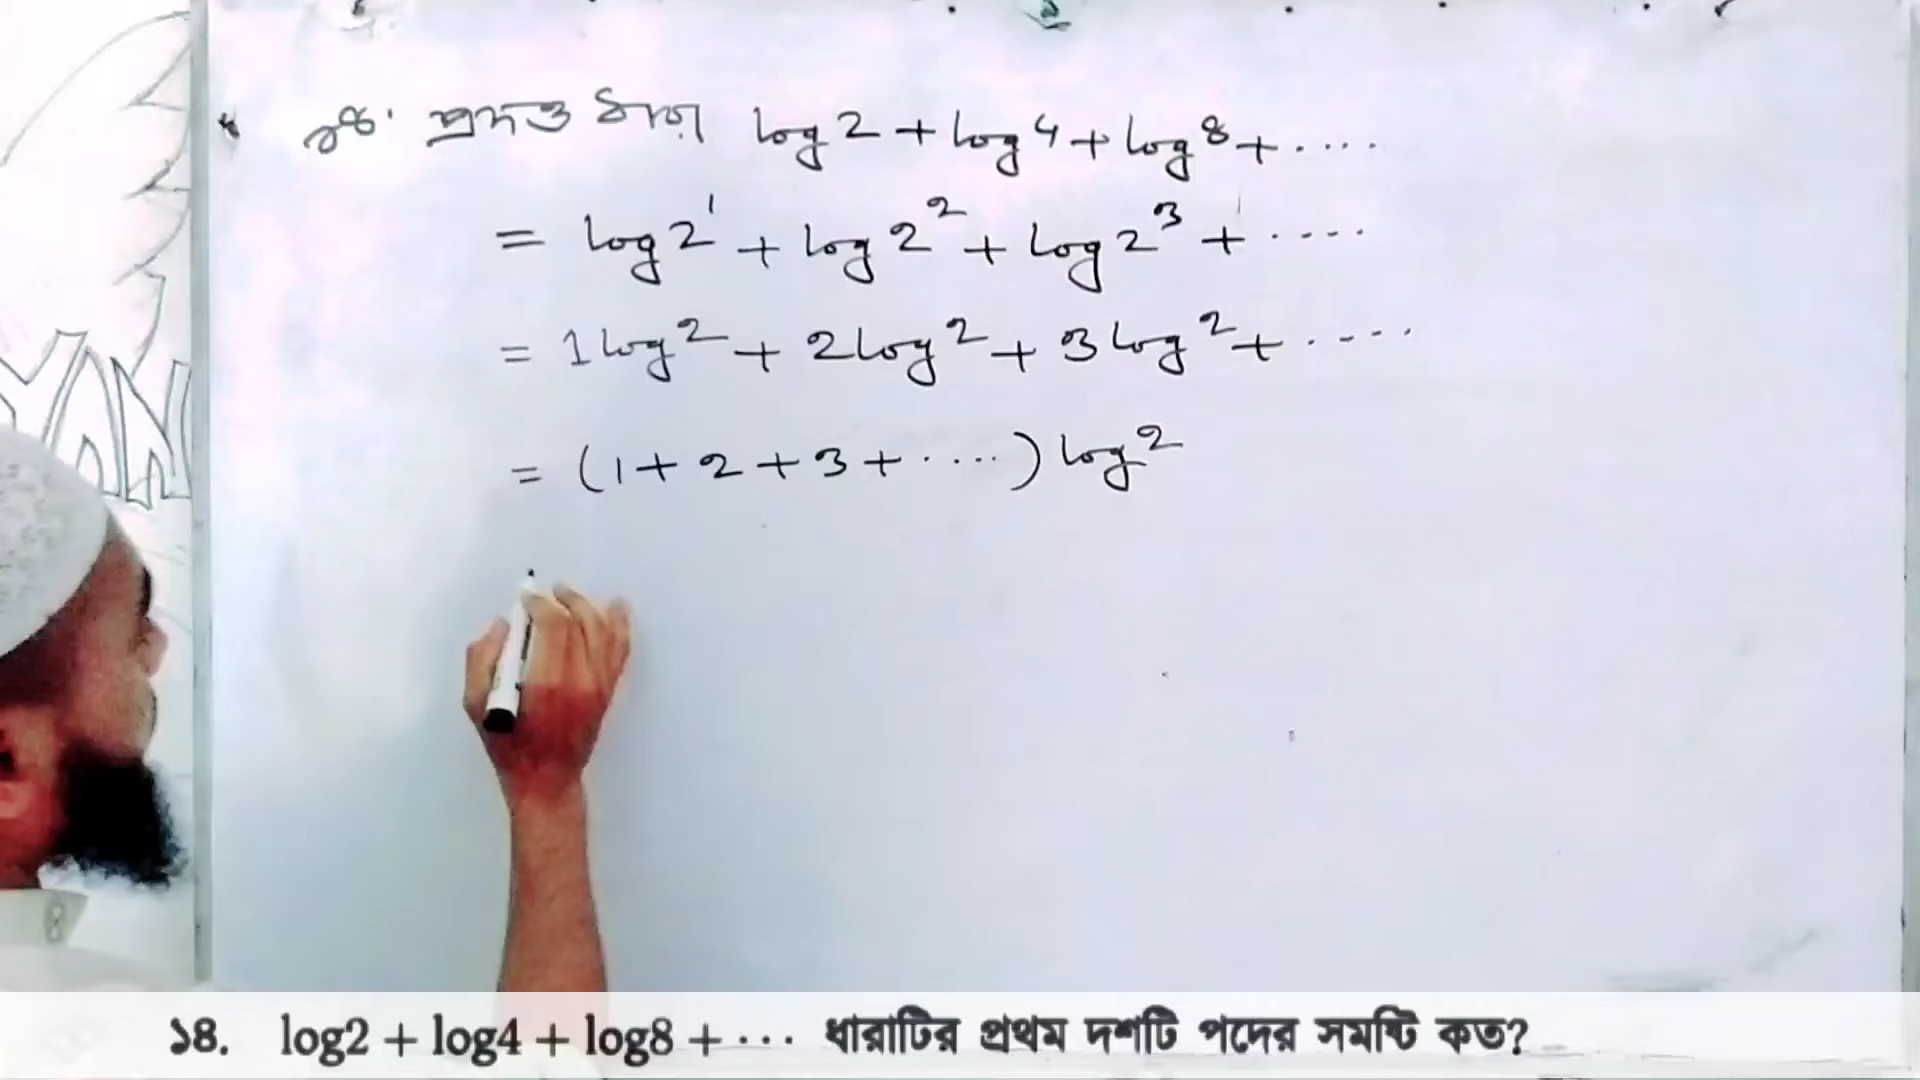 ১৪. প্রদত্ত ধারা log2 + log4 + log8 + ....
= log2¹ + log2² + log2³ + ....
= 1log2 + 2log2 + 3log2 + ....
= (1 + 2 + 3 + ....) log2
১৪. log2 + log4 + log8 + ··· ধারাটির প্রথম দশটি পদের সমষ্টি কত?